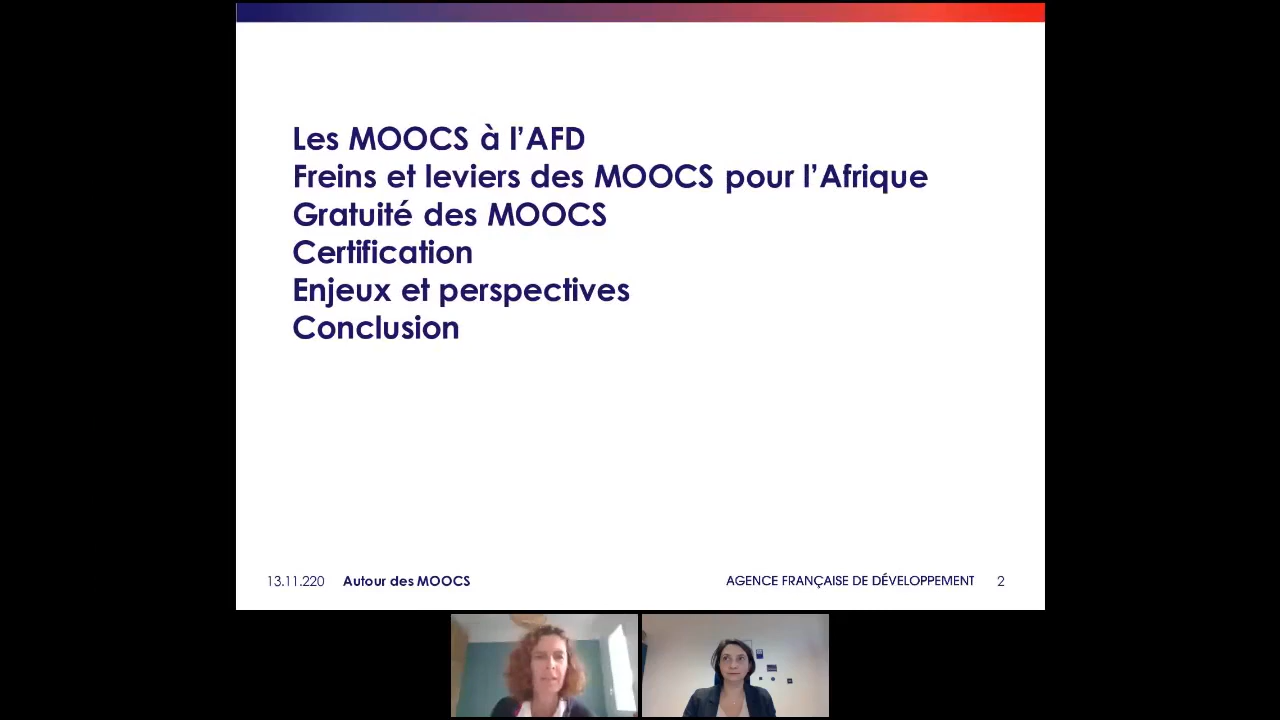 Les MOOCS à l'AFD
Freins et leviers des MOOCS pour l'Afrique
Gratuité des MOOCS
Certification
Enjeux et perspectives
Conclusion
13.11.220 Autour des MOOCS AGENCE FRANÇAISE DE DÉVELOPPEMENT 2